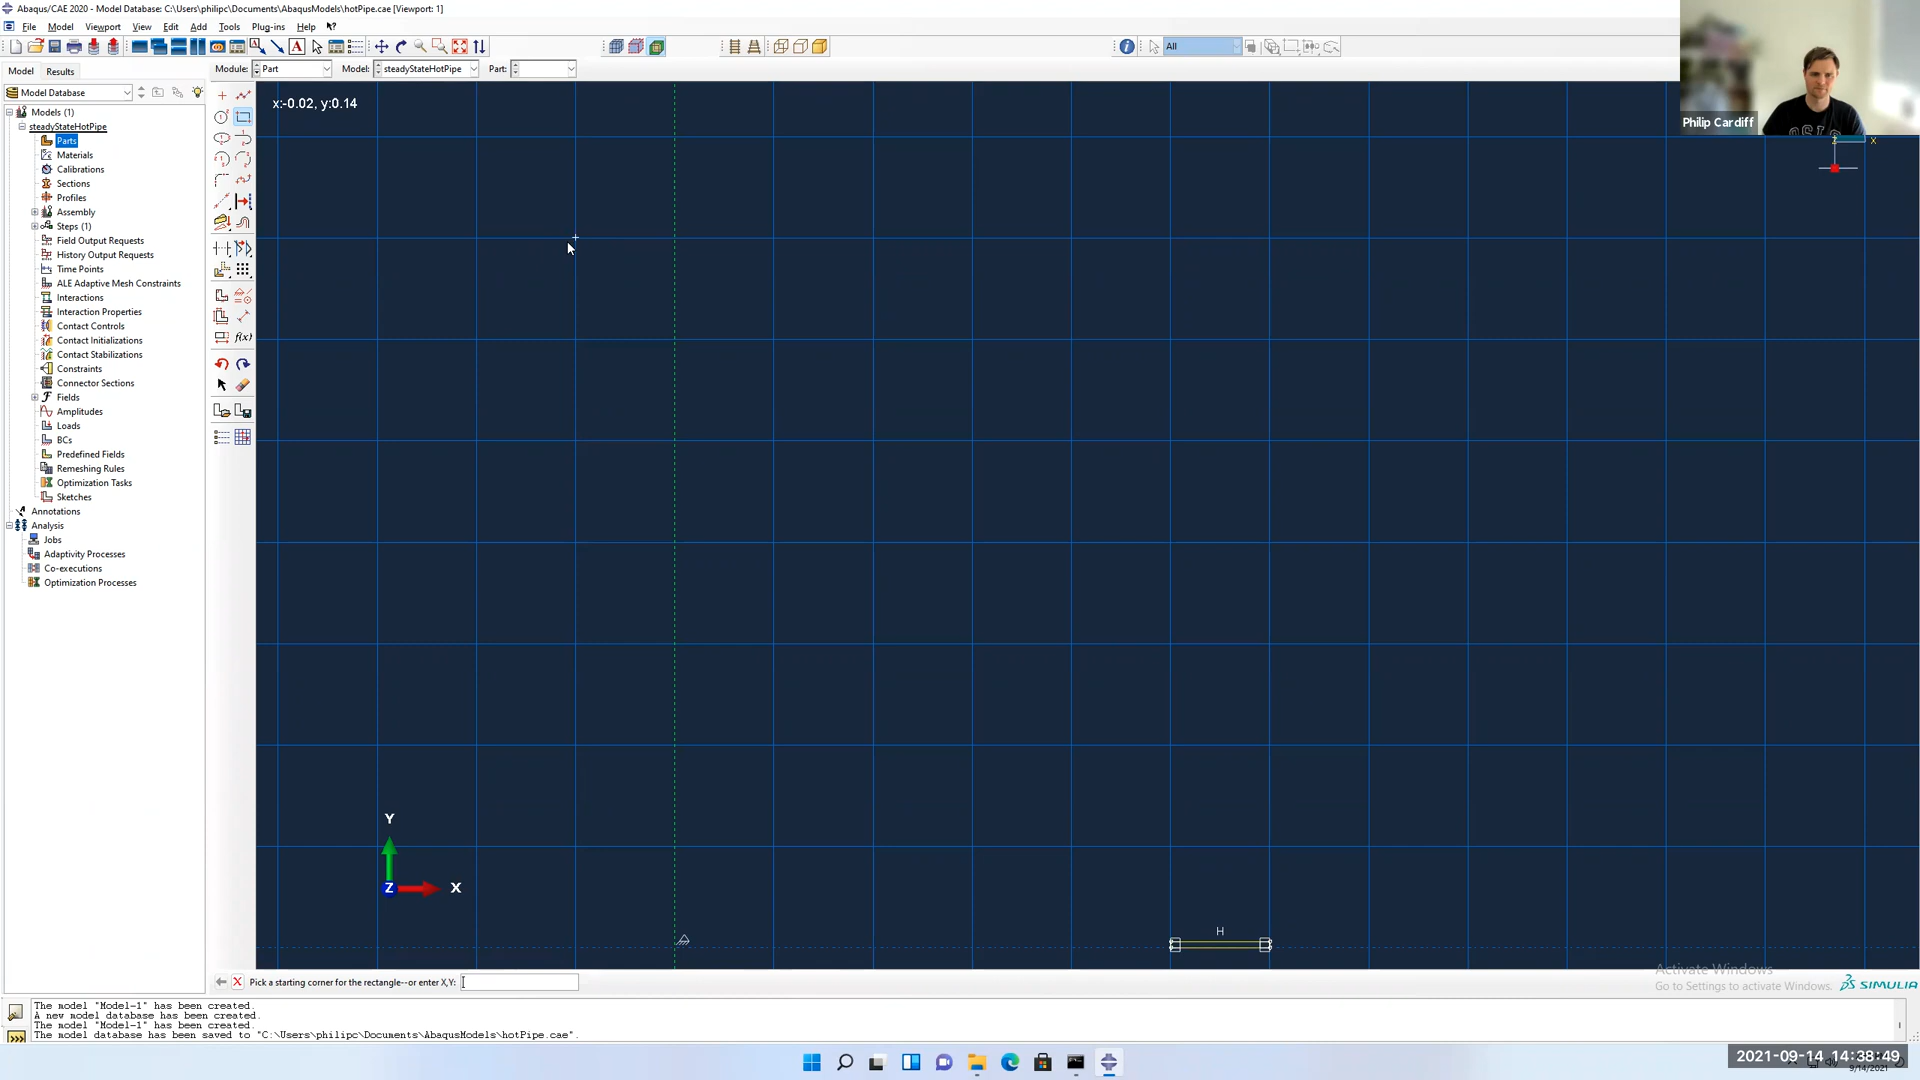 Abaqus/CAE 2020 - Model Database: C:\Users\philipc\Documents\AbaqusModels\hotPipe.cae [Viewport: 1]
File Model Viewport View Edit Add Tools Plug-ins Help
All
Model Results
Module: Part Model: steadyStateHotPipe Part:
Model Database
x:-0.02, y:0.14
Models (1)
steadyStateHotPipe
Parts
Materials
Calibrations
Sections
Profiles
Assembly
Steps (1)
Field Output Requests
History Output Requests
Time Points
ALE Adaptive Mesh Constraints
Interactions
Interaction Properties
Contact Controls
Contact Initializations
Contact Stabilizations
Constraints
Connector Sections
Fields
Amplitudes
Loads
BCs
Predefined Fields
Remeshing Rules
Optimization Tasks
Sketches
Annotations
Analysis
Jobs
Adaptivity Processes
Co-executions
Optimization Processes
f(x)
Philip Cardiff
Z X
Y
Z X
H
Activate Windows
Go to Settings to activate Windows.
SIMULIA
Pick a starting corner for the rectangle--or enter X,Y:
The model "Model-1" has been created.
A new model database has been created.
The model "Model-1" has been created.
The model database has been saved to "C:\Users\philipc\Documents\AbaqusModels\hotPipe.cae".
>>>
2021-09-14 14:38:49
9/14/2021